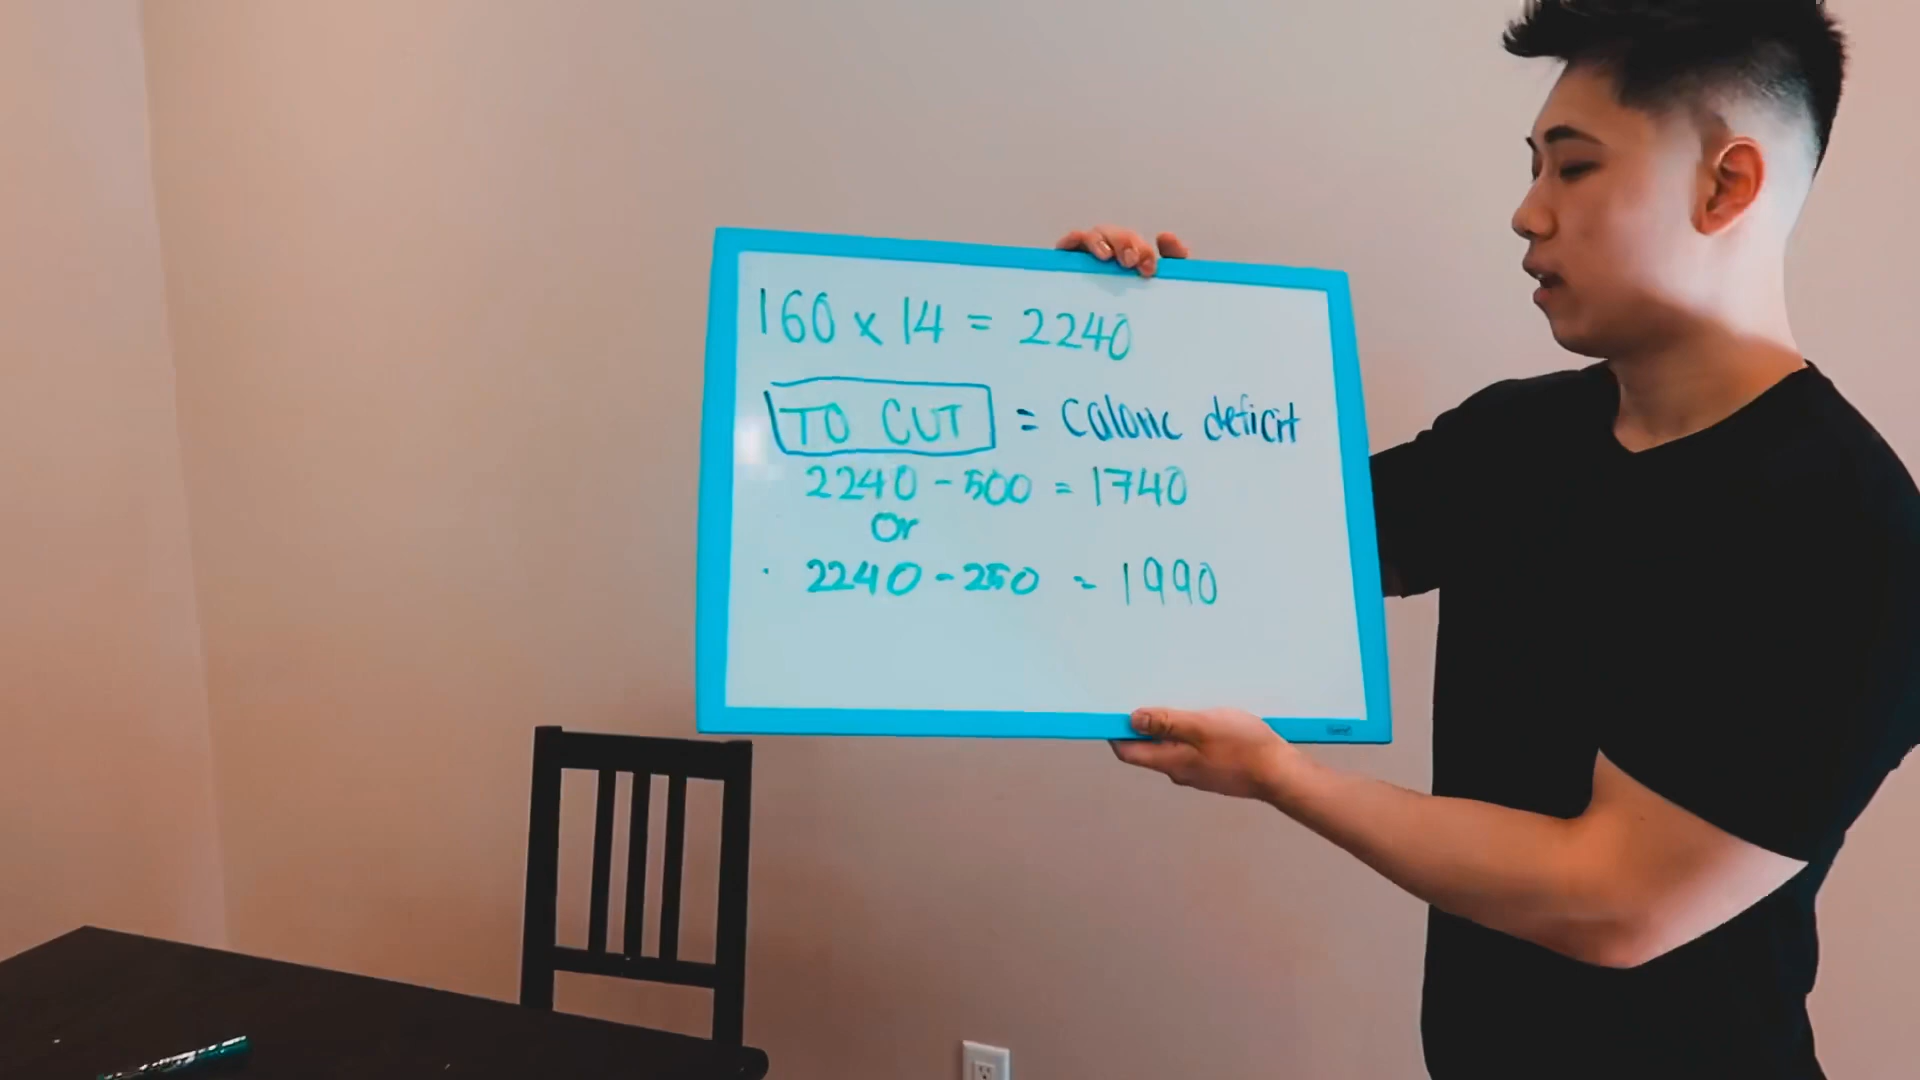 160 x 14 = 2240
TO CUT = Caloric deficit
2240 - 500 = 1740
Or
2240 - 250 = 1990